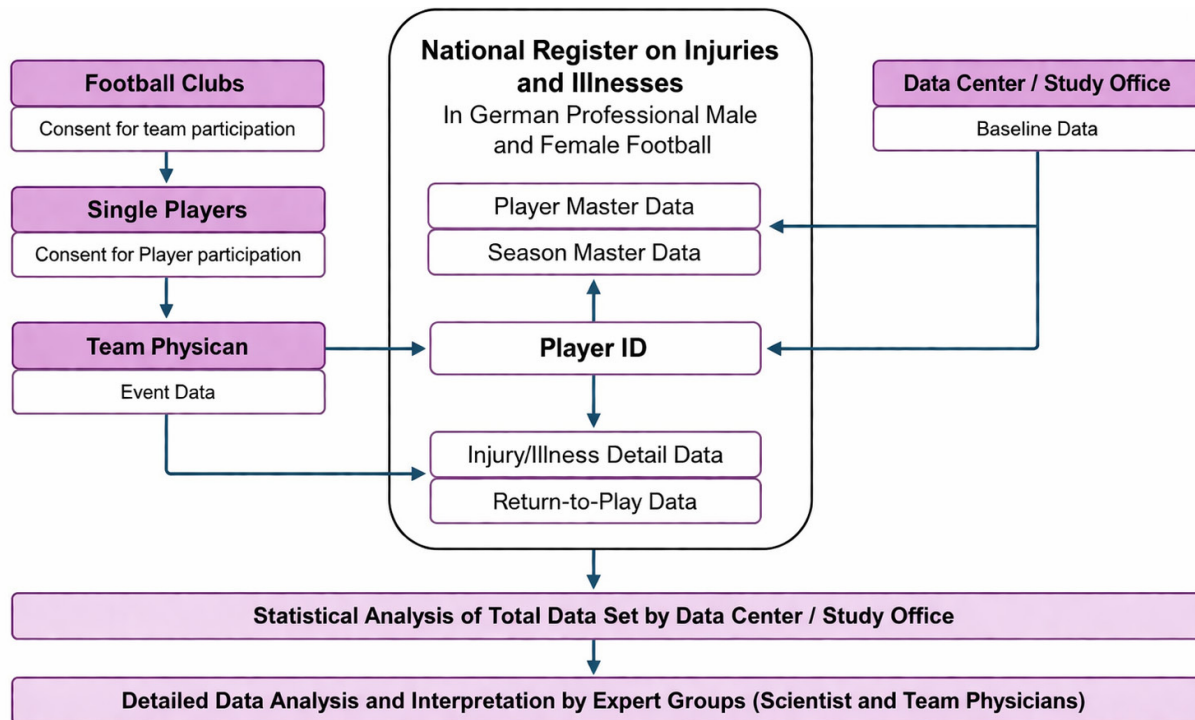 Football Clubs
Consent for team participation
Single Players
Consent for Player participation
Team Physican
Event Data
National Register on Injuries
and Illnesses
In German Professional Male
and Female Football
Player Master Data
Season Master Data
Player ID
Injury/Illness Detail Data
Return-to-Play Data
Data Center / Study Office
Baseline Data
Statistical Analysis of Total Data Set by Data Center / Study Office
Detailed Data Analysis and Interpretation by Expert Groups (Scientist and Team Physicians)